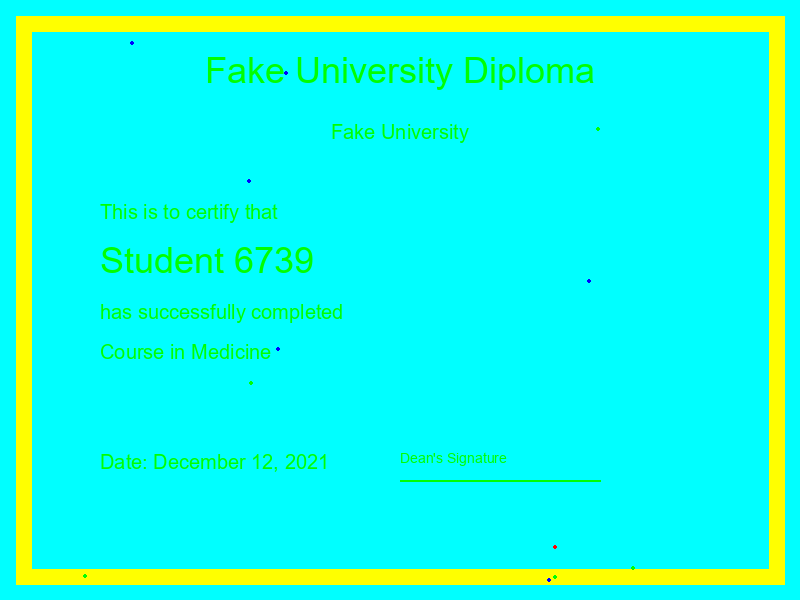 Fake University Diploma
Fake University
This is to certify that
Student 6739
has successfully completed
Course in Medicine
Date: December 12, 2021
Dean's Signature